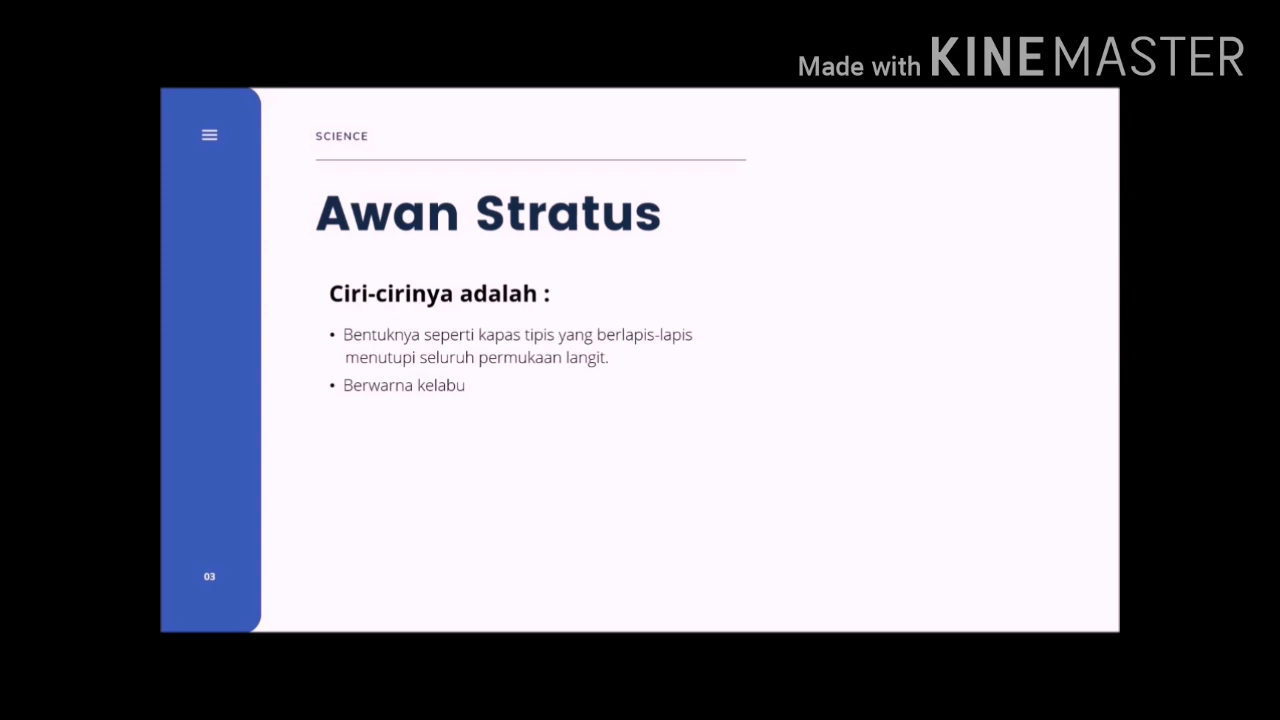 Made with KINEMASTER
SCIENCE
Awan Stratus
Ciri-cirinya adalah :
• Bentuknya seperti kapas tipis yang berlapis-lapis
menutupi seluruh permukaan langit.
• Berwarna kelabu
03